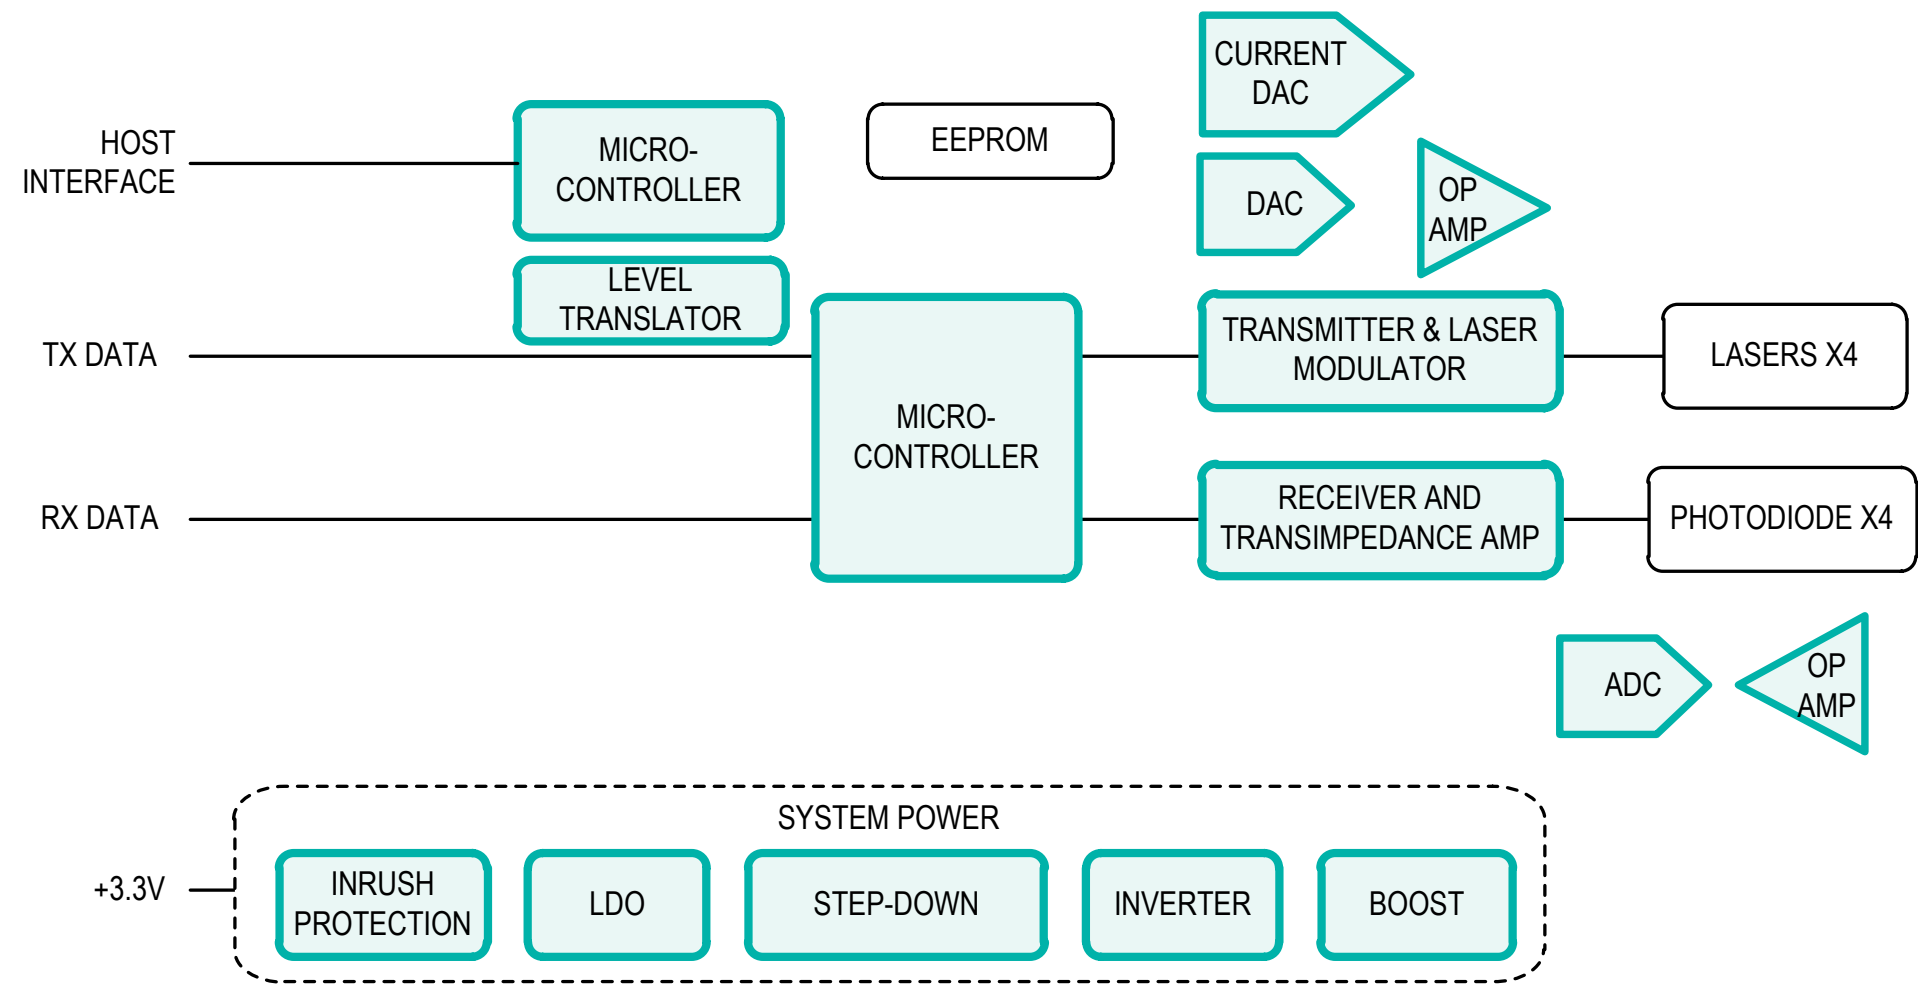 CURRENT
DAC
HOST
INTERFACE
MICRO-
CONTROLLER
EEPROM
DAC
OP
AMP
LEVEL
TRANSLATOR
TX DATA
MICRO-
CONTROLLER
TRANSMITTER & LASER
MODULATOR
LASERS X4
RX DATA
RECEIVER AND
TRANSIMPEDANCE AMP
PHOTODIODE X4
ADC
OP
AMP
SYSTEM POWER
+3.3V
INRUSH
PROTECTION
LDO
STEP-DOWN
INVERTER
BOOST